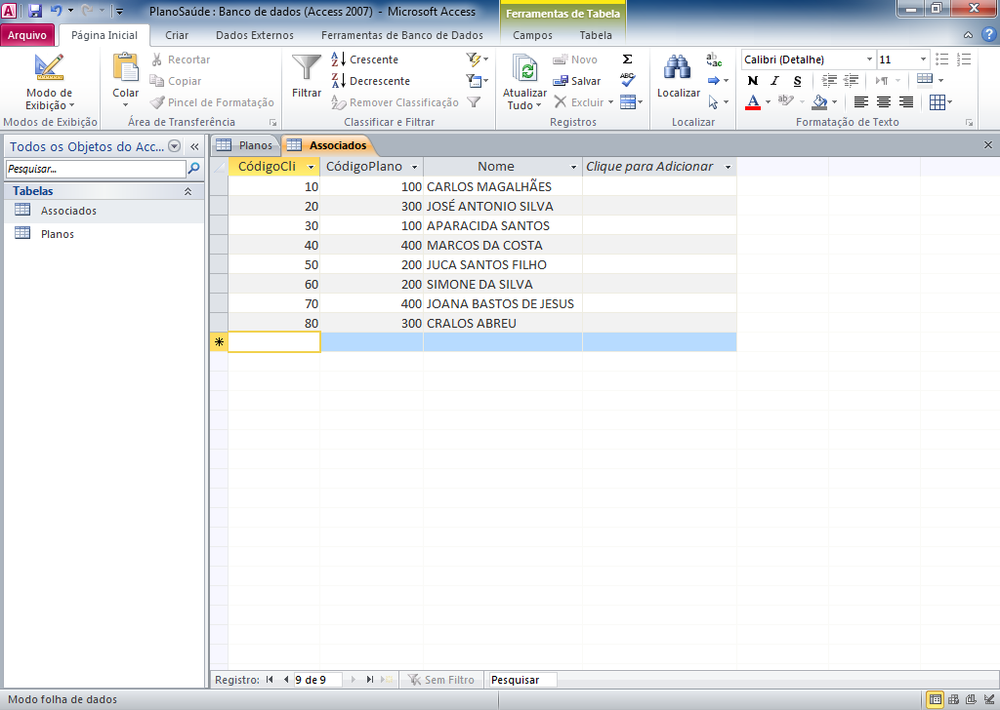 PlanoSaúde : Banco de dados (Access 2007) - Microsoft Access
Ferramentas de Tabela
Arquivo Página Inicial Criar Dados Externos Ferramentas de Banco de Dados Campos Tabela
Modo de Exibição
Modos de Exibição
Colar
Recortar
Copiar
Pincel de Formatação
Área de Transferência
Filtrar
Crescente
Decrescente
Remover Classificação
Classificar e Filtrar
Atualizar Tudo
Novo
Salvar
Excluir
Registros
Localizar
Localizar
Calibri (Detalhe) 11
N I S
Formatação de Texto
Todos os Objetos do Acc...
Pesquisar...
Tabelas
Associados
Planos
Planos Associados
CódigoCli CódigoPlano Nome Clique para Adicionar
10 100 CARLOS MAGALHÃES
20 300 JOSÉ ANTONIO SILVA
30 100 APARACIDA SANTOS
40 400 MARCOS DA COSTA
50 200 JUCA SANTOS FILHO
60 200 SIMONE DA SILVA
70 400 JOANA BASTOS DE JESUS
80 300 CRALOS ABREU
Registro: 9 de 9 Sem Filtro Pesquisar
Modo folha de dados